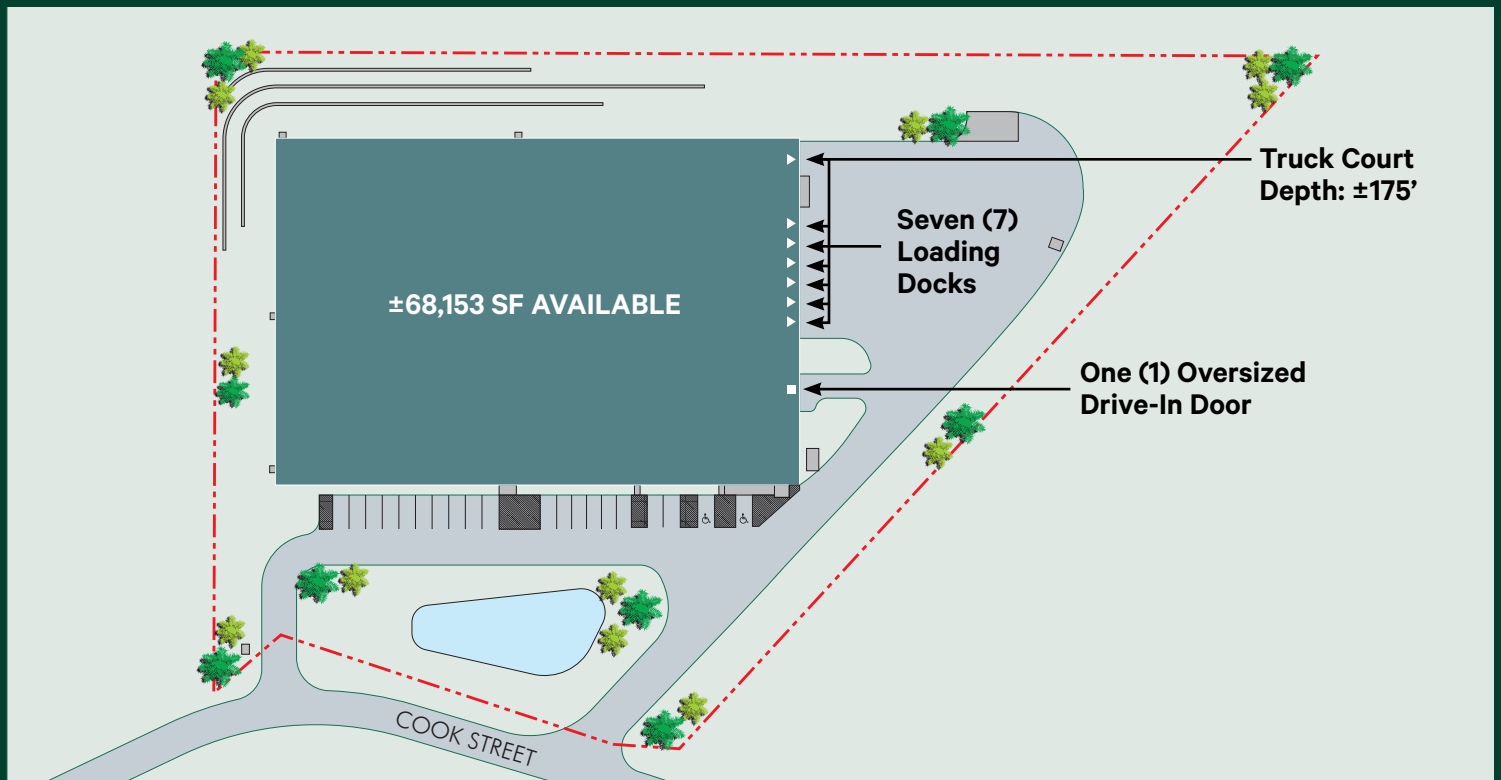 Truck Court
Depth: ±175’
Seven (7)
Loading
Docks
±68,153 SF AVAILABLE
One (1) Oversized
Drive-In Door
COOK STREET